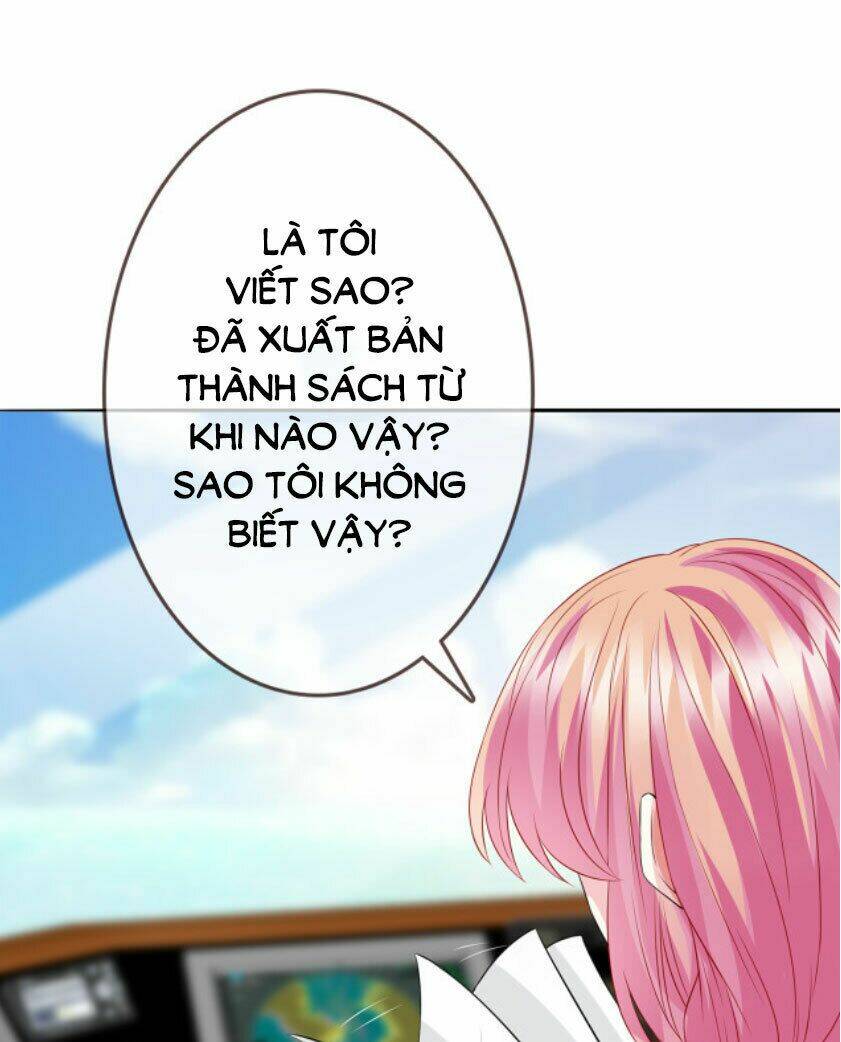 LÀ TÔI
VIẾT SAO?
ĐÃ XUẤT BẢN
THÀNH SÁCH TỪ
KHI NÀO VẬY?
SAO TÔI KHÔNG
BIẾT VẬY?